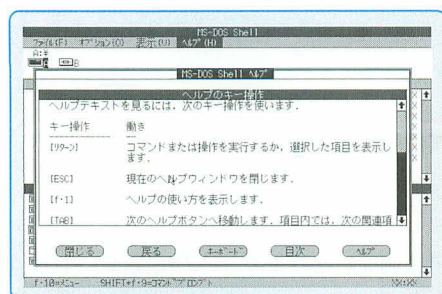 MS-DOS Shell
ﾌｧｲﾙ(F) ｵﾌﾟｼｮﾝ(O) 表示(V) ﾍﾙﾌﾟ(H)
A:¥
A B
MS-DOS Shell ﾍﾙﾌﾟ
ヘルプのキー操作
ヘルプテキストを見るには、次のキー操作を使います．
キー操作 動き
[ﾘﾀｰﾝ] コマンドまたは操作を実行するか、選択した項目を表示し
ます．
[ESC] 現在のヘルプウィンドウを閉じます．
[f･1] ヘルプの使い方を表示します．
[TAB] 次のヘルプボタンへ移動します．項目内では、次の関連項
閉じる 戻る ｷｰﾎﾞｰﾄﾞ 目次 ﾍﾙﾌﾟ
f･10=ﾒﾆｭｰ SHIFT+f･9=ｺﾏﾝﾄﾞﾌﾟﾛﾝﾌﾟﾄ XX:XX